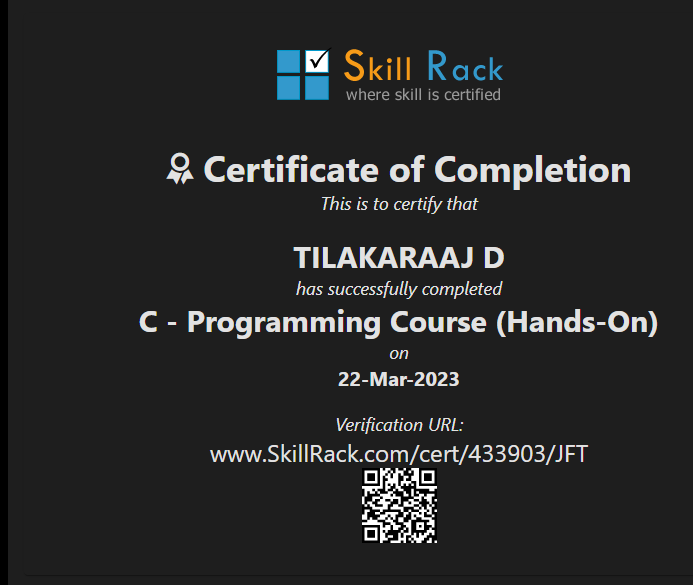 Skill Rack
where skill is certified
Certificate of Completion
This is to certify that
TILAKARAAJ D
has successfully completed
C - Programming Course (Hands-On)
on
22-Mar-2023
Verification URL:
www.SkillRack.com/cert/433903/JFT